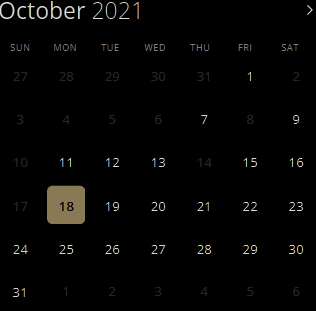 October 2021
SUN MON TUE WED THU FRI SAT
27 28 29 30 31 1 2
3 4 5 6 7 8 9
10 11 12 13 14 15 16
17 18 19 20 21 22 23
24 25 26 27 28 29 30
31 1 2 3 4 5 6